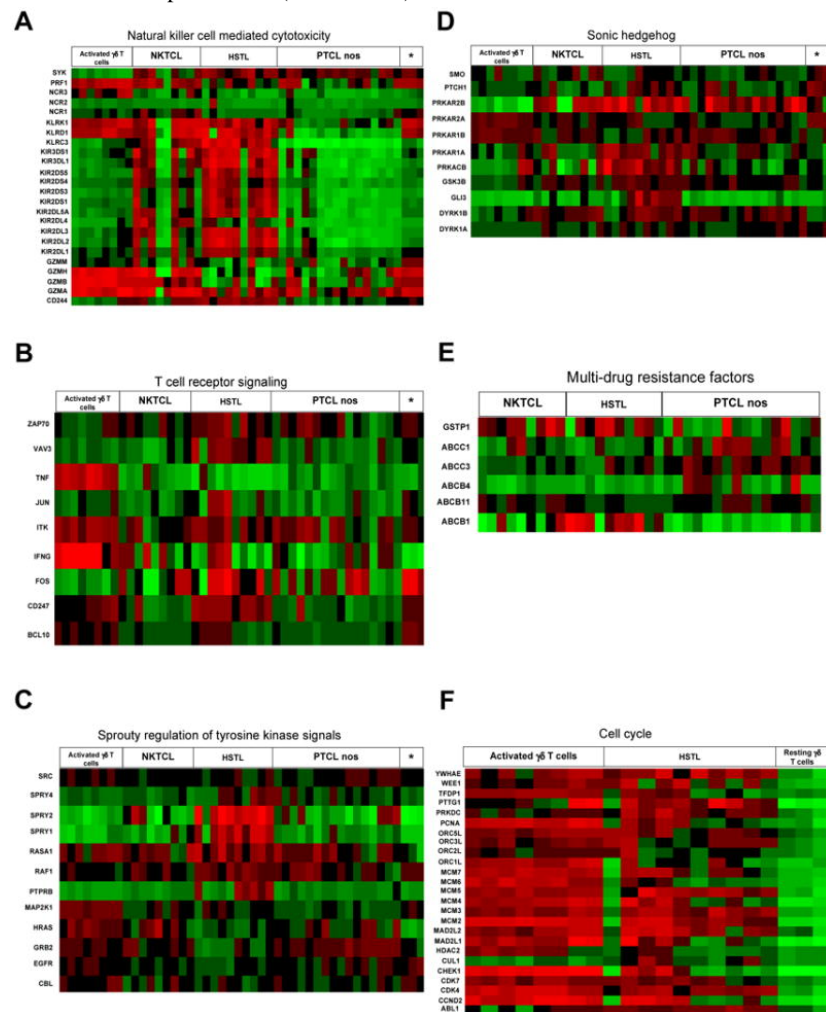 A
Natural killer cell mediated cytotoxicity
Activated γδ T cells
NKTCL
HSTL
PTCL nos
*
SYK
PRF1
NCR3
NCR2
NCR1
KLRK1
KLRD1
KLRC3
KIR3DS1
KIR3DL1
KIR2DS5
KIR2DS4
KIR2DS3
KIR2DS1
KIR2DL5A
KIR2DL4
KIR2DL3
KIR2DL2
KIR2DL1
GZMM
GZMH
GZMB
GZMA
CD244
B
T cell receptor signaling
Activated γδ T cells
NKTCL
HSTL
PTCL nos
*
ZAP70
VAV3
TNF
JUN
ITK
IFNG
FOS
CD247
BCL10
C
Sprouty regulation of tyrosine kinase signals
Activated γδ T cells
NKTCL
HSTL
PTCL nos
*
SRC
SPRY4
SPRY2
SPRY1
RASA1
RAF1
PTPRB
MAP2K1
HRAS
GRB2
EGFR
CBL
D
Sonic hedgehog
Activated γδ T cells
NKTCL
HSTL
PTCL nos
*
SMO
PTCH1
PRKAR2B
PRKAR2A
PRKAR1B
PRKAR1A
PRKACB
GSK3B
GLI3
DYRK1B
DYRK1A
E
Multi-drug resistance factors
NKTCL
HSTL
PTCL nos
GSTP1
ABCC1
ABCC3
ABCB4
ABCB11
ABCB1
F
Cell cycle
Activated γδ T cells
HSTL
Resting γδ T cells
YWHAE
WEE1
TFDP1
PTTG1
PRKDC
PCNA
ORC5L
ORC3L
ORC2L
ORC1L
MCM7
MCM6
MCM5
MCM4
MCM3
MCM2
MAD2L2
MAD2L1
HDAC2
CUL1
CHEK1
CDK7
CDK4
CCND2
ABL1